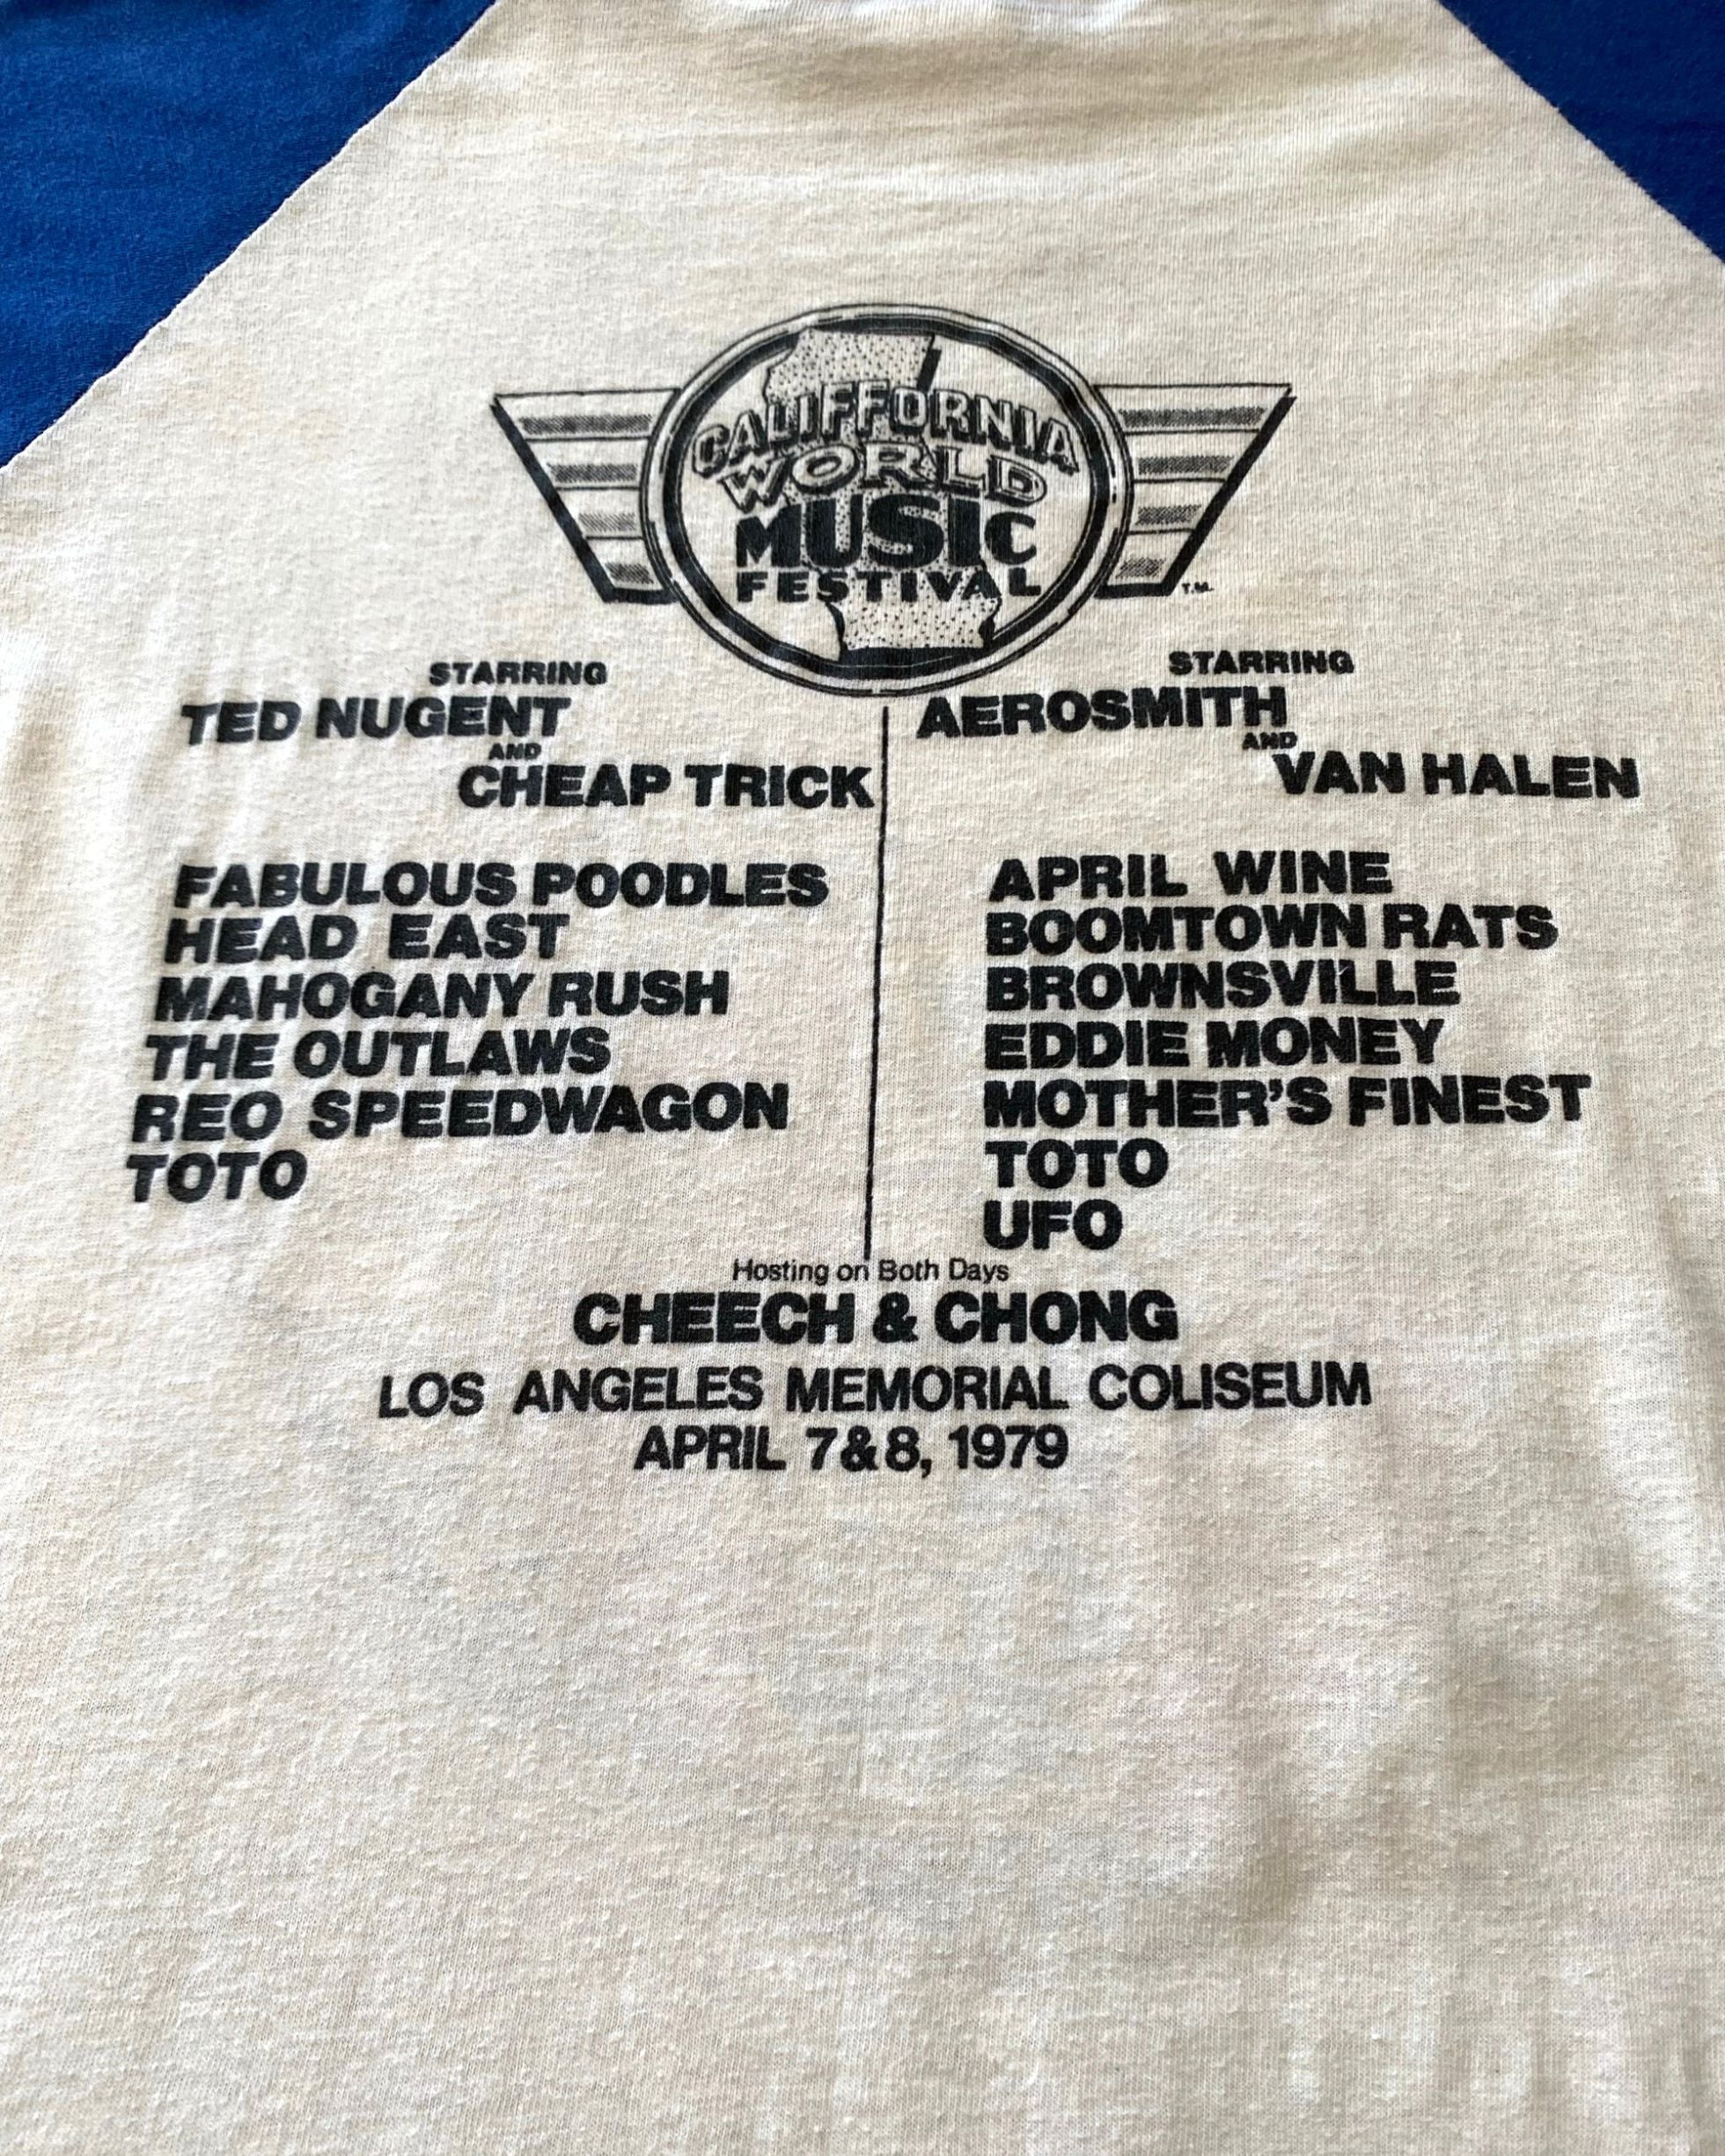 CALIFFORNIA
WORLD
MUSIC
FESTIVAL
T.M.
STARRING
TED NUGENT
AND
CHEAP TRICK
FABULOUS POODLES
HEAD EAST
MAHOGANY RUSH
THE OUTLAWS
REO SPEEDWAGON
TOTO
STARRING
AEROSMITH
AND
VAN HALEN
APRIL WINE
BOOMTOWN RATS
BROWNSVILLE
EDDIE MONEY
MOTHER'S FINEST
TOTO
UFO
Hosting on Both Days
CHEECH & CHONG
LOS ANGELES MEMORIAL COLISEUM
APRIL 7&8, 1979